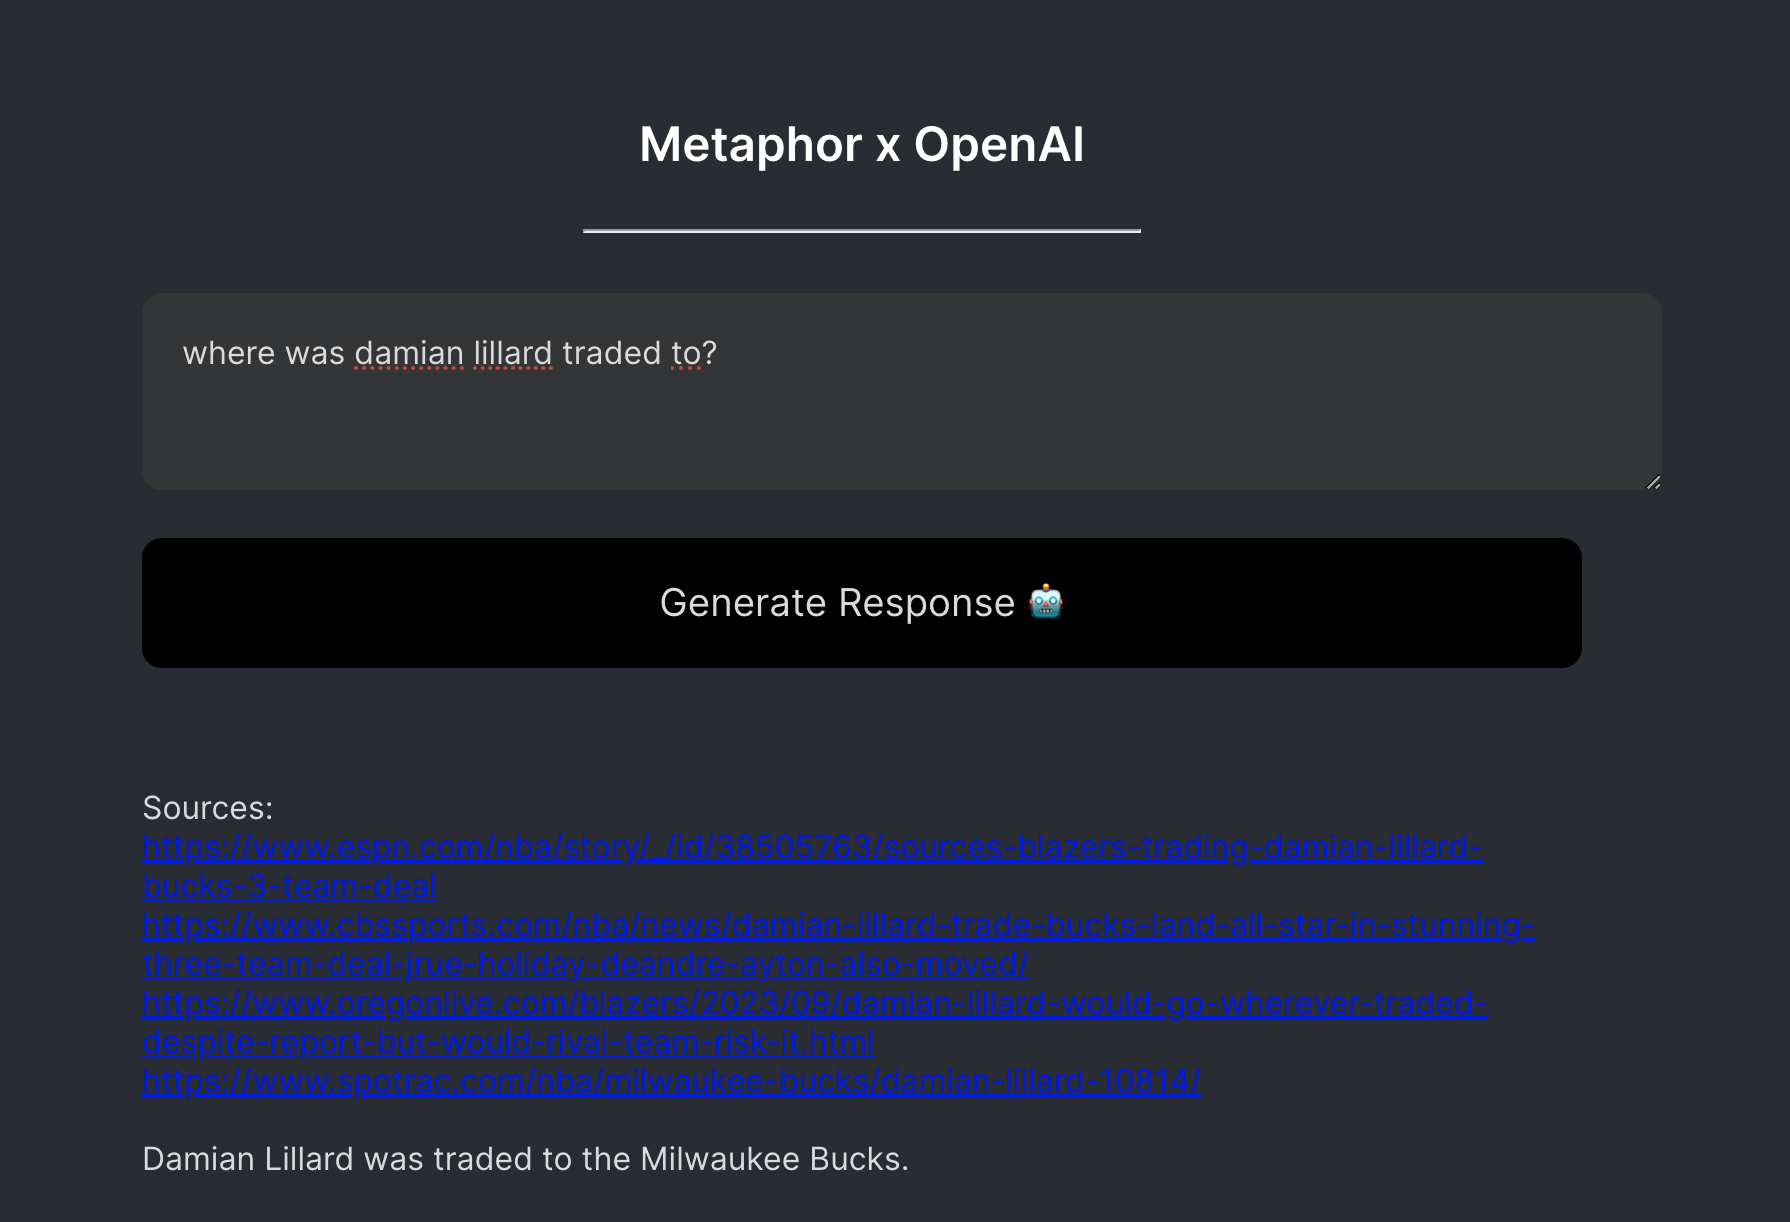 Metaphor x OpenAI
where was damian lillard traded to?
Generate Response 🤖
Sources:
https://www.espn.com/nba/story/_/id/38505763/sources-blazers-trading-damian-lillard-
bucks-3-team-deal
https://www.cbssports.com/nba/news/damian-lillard-trade-bucks-land-all-star-in-stunning-
three-team-deal-jrue-holiday-deandre-ayton-also-moved/
https://www.oregonlive.com/blazers/2023/09/damian-lillard-would-go-wherever-traded-
despite-report-but-would-rival-team-risk-it.html
https://www.spotrac.com/nba/milwaukee-bucks/damian-lillard-10814/
Damian Lillard was traded to the Milwaukee Bucks.